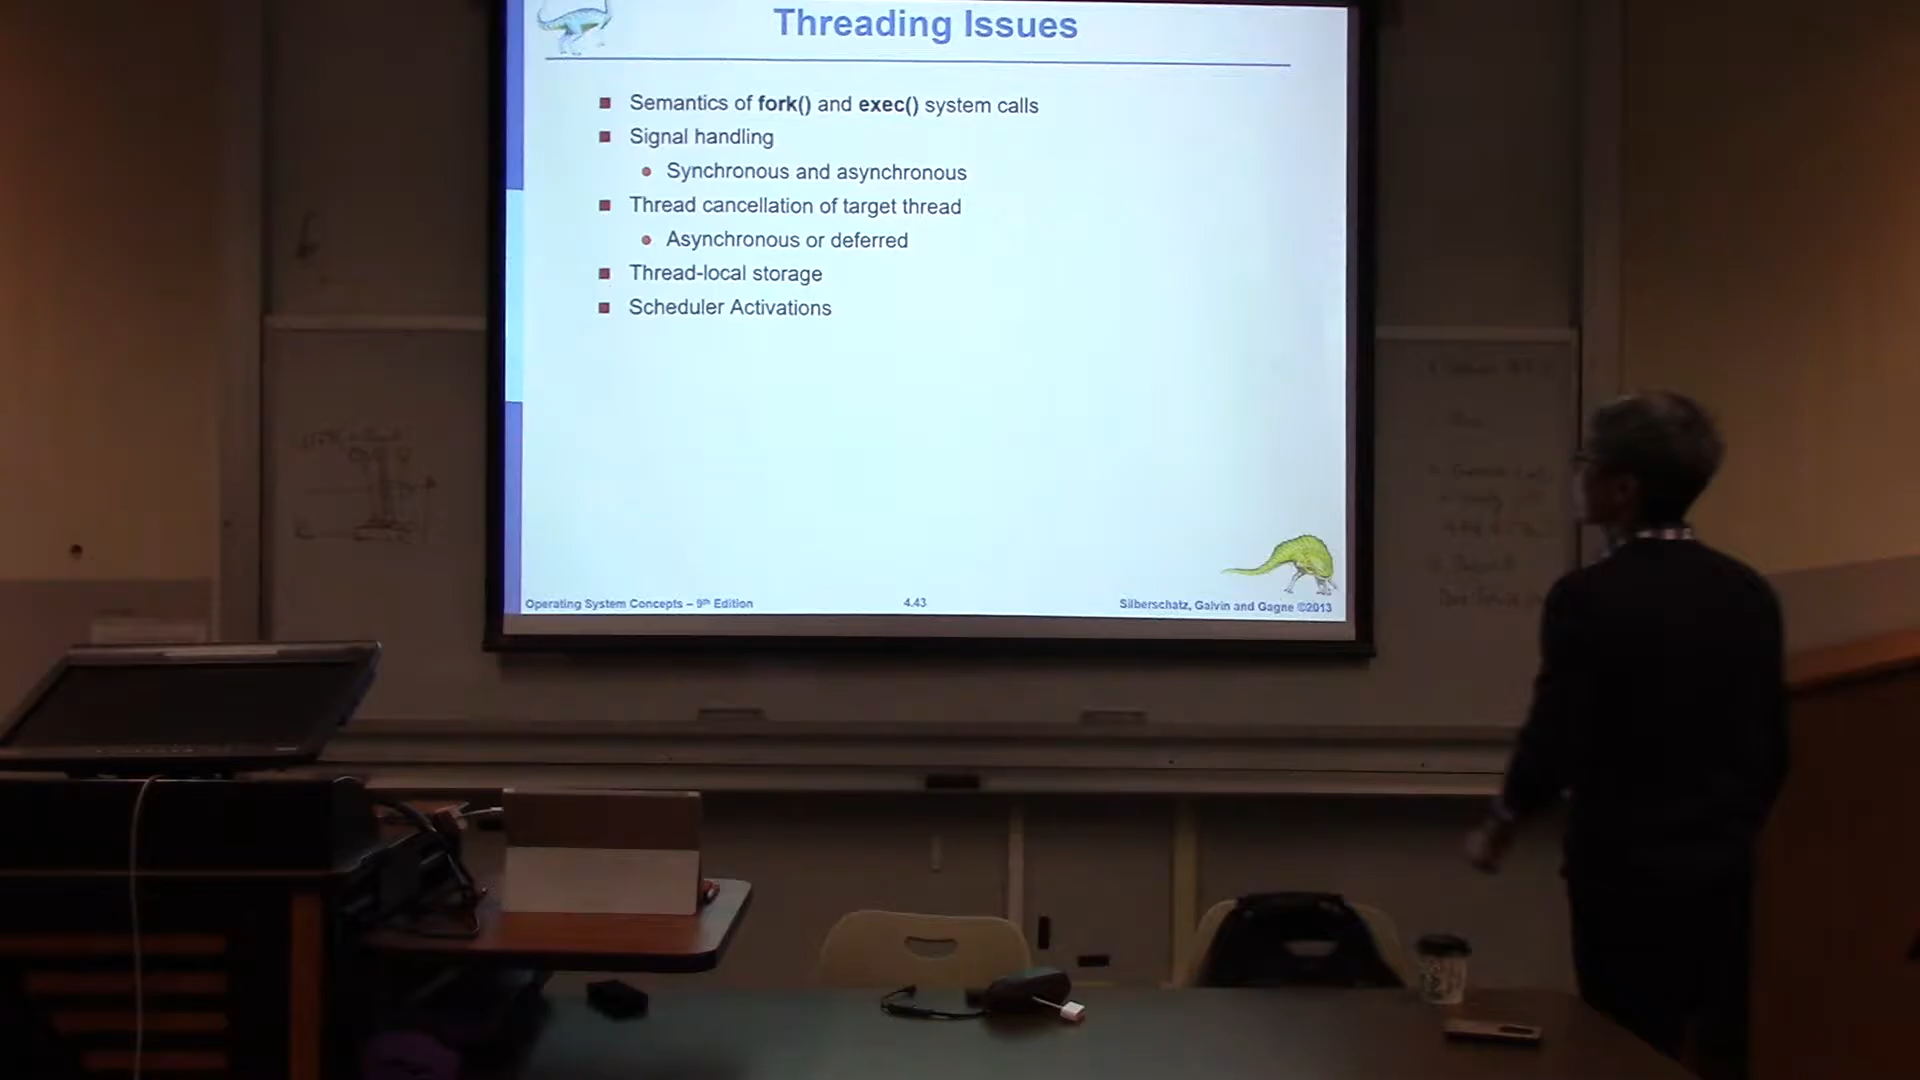 Threading Issues
Semantics of fork() and exec() system calls
Signal handling
Synchronous and asynchronous
Thread cancellation of target thread
Asynchronous or deferred
Thread-local storage
Scheduler Activations
Operating System Concepts – 9th Edition
4.43
Silberschatz, Galvin and Gagne ©2013